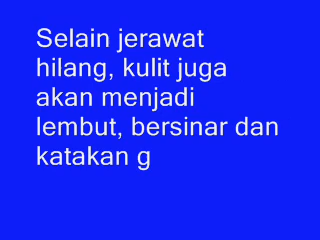 Selain jerawat
hilang, kulit juga
akan menjadi
lembut, bersinar dan
katakan g